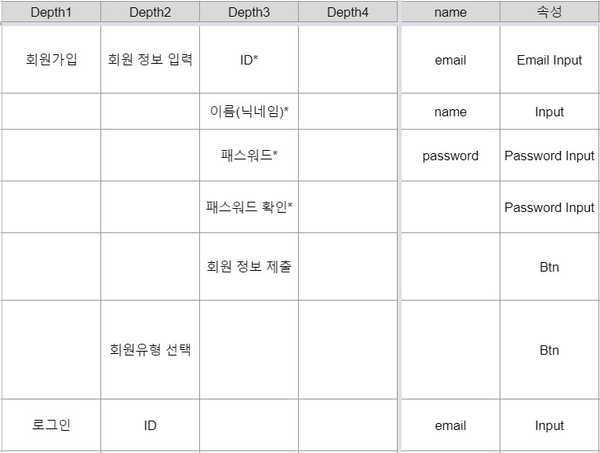 Depth1 Depth2 Depth3 Depth4 name 속성
회원가입 회원 정보 입력 ID* email Email Input
이름(닉네임)* name Input
패스워드* password Password Input
패스워드 확인* Password Input
회원 정보 제출 Btn
회원유형 선택 Btn
로그인 ID email Input